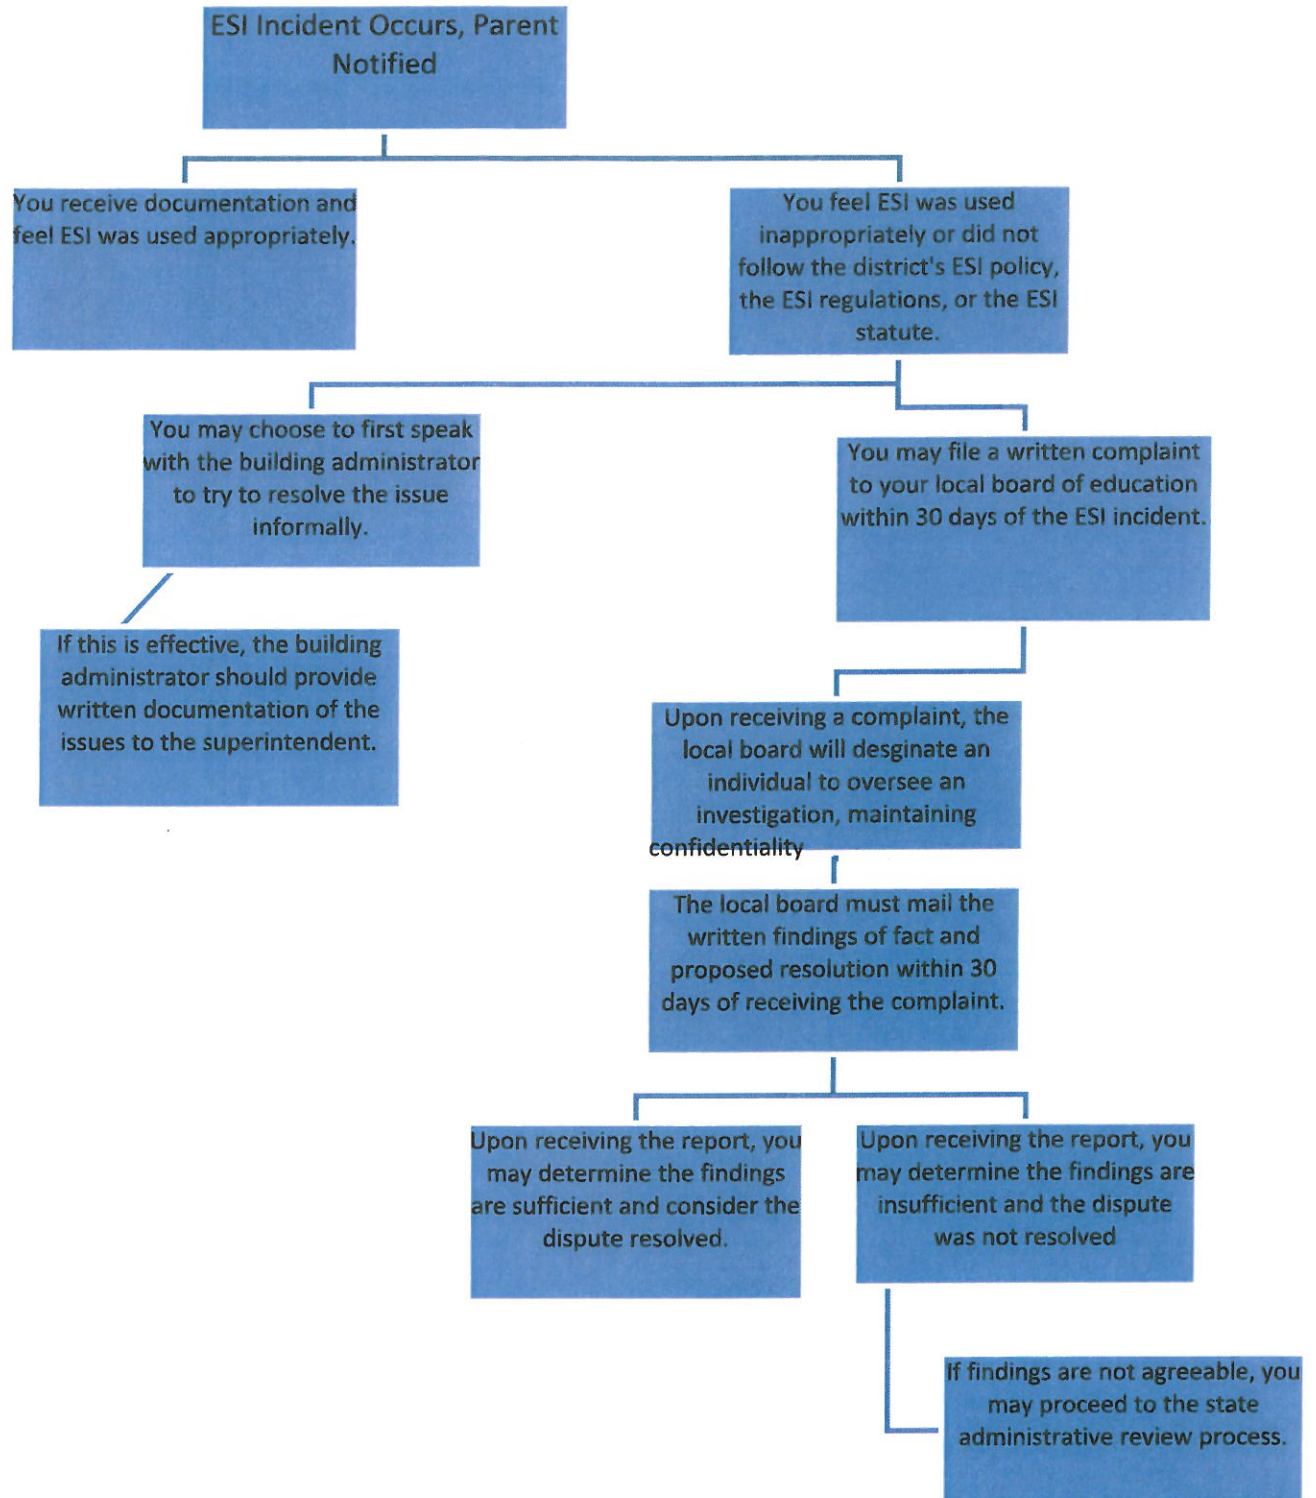 ESI Incident Occurs, Parent
Notified
You receive documentation and
feel ESI was used appropriately.
You feel ESI was used
inappropriately or did not
follow the district's ESI policy,
the ESI regulations, or the ESI
statute.
You may choose to first speak
with the building administrator
to try to resolve the issue
informally.
You may file a written complaint
to your local board of education
within 30 days of the ESI incident.
If this is effective, the building
administrator should provide
written documentation of the
issues to the superintendent.
Upon receiving a complaint, the
local board will desginate an
individual to oversee an
investigation, maintaining
confidentiality
The local board must mail the
written findings of fact and
proposed resolution within 30
days of receiving the complaint.
Upon receiving the report, you
may determine the findings
are sufficient and consider the
dispute resolved.
Upon receiving the report, you
may determine the findings are
insufficient and the dispute
was not resolved
If findings are not agreeable, you
may proceed to the state
administrative review process.